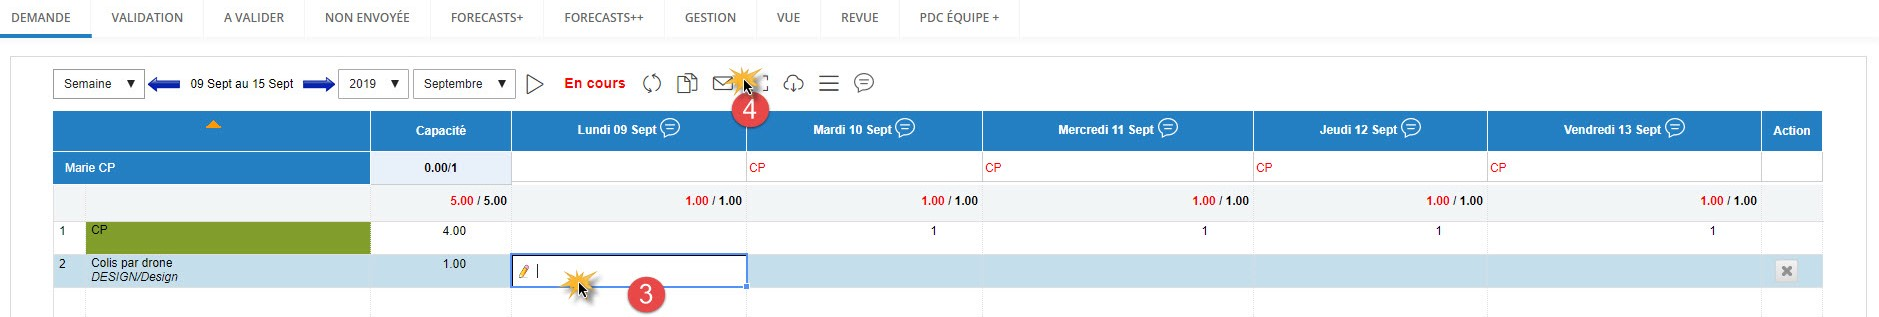 DEMANDE VALIDATION A VALIDER NON ENVOYÉE FORECASTS+ FORECASTS++ GESTION VUE REVUE PDC ÉQUIPE +
Semaine 09 Sept au 15 Sept 2019 Septembre En cours
4
Capacité Lundi 09 Sept Mardi 10 Sept Mercredi 11 Sept Jeudi 12 Sept Vendredi 13 Sept Action
Marie CP 0.00/1 CP CP CP CP
5.00 / 5.00 1.00 / 1.00 1.00 / 1.00 1.00 / 1.00 1.00 / 1.00 1.00 / 1.00
1 CP 4.00 1 1 1 1
2 Colis par drone 1.00
DESIGN/Design
3